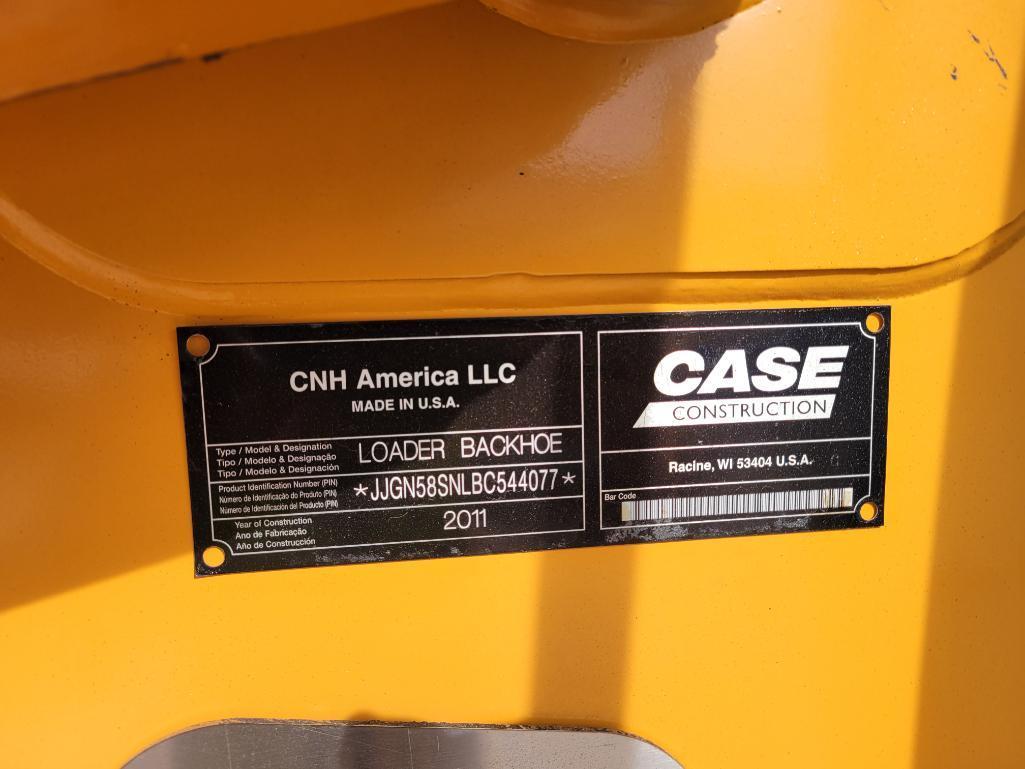 CNH America LLC
MADE IN U.S.A.
Type / Model & Designation
Tipo / Modelo & Designação
Tipo / Modelo & Designación
LOADER BACKHOE
Product Identification Number (PIN)
Número de Identificação do Produto (PIN)
Número de Identificación del Producto (PIN)
*JJGN58SNLBC544077*
Year of Construction
Ano de Fabricação
Año de Construcción
2011
CASE
CONSTRUCTION
Racine, WI 53404 U.S.A. G
Bar Code